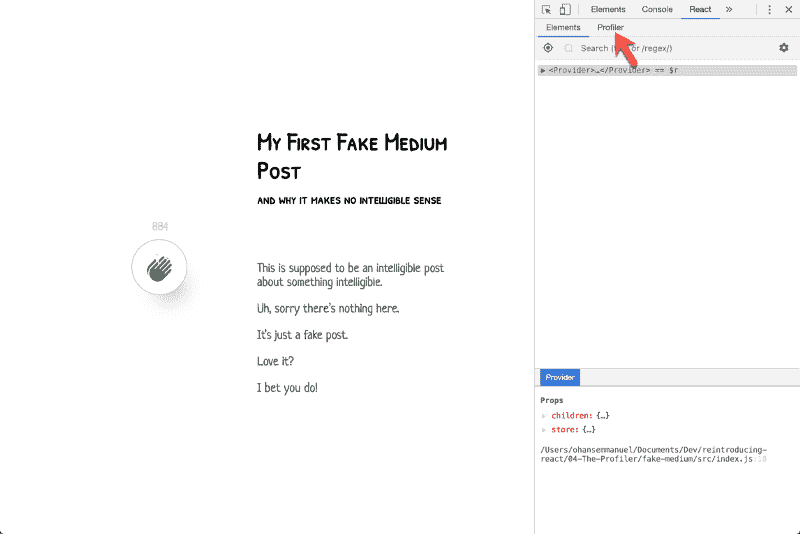 Elements Console React »
Elements Profiler
Search ( or /regex/)
<Provider>…</Provider> == $r
My First Fake Medium
Post
and why it makes no intelligible sense
884
This is supposed to be an intelligible post
about something intelligible.
Uh, sorry there's nothing here.
It's just a fake post.
Love it?
I bet you do!
Provider
Props
children: {…}
store: {…}
/Users/ohansemmanuel/Documents/Dev/reintroducing-
react/04-The-Profiler/fake-medium/src/index.js